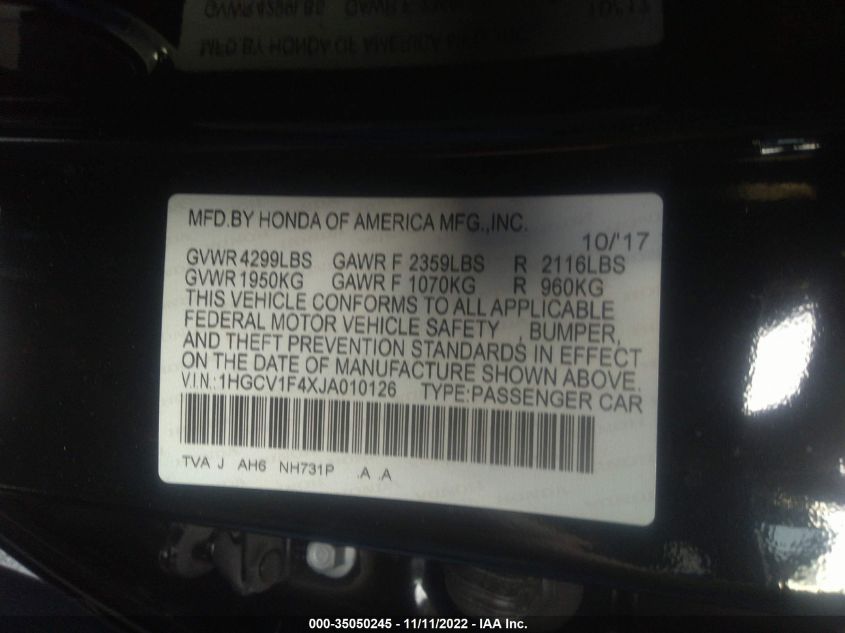 MFD.BY HONDA OF AMERICA MFG.,INC.
10/'17
GVWR 4299LBS GAWR F 2359LBS R 2116LBS
GVWR 1950KG GAWR F 1070KG R 960KG
THIS VEHICLE CONFORMS TO ALL APPLICABLE
FEDERAL MOTOR VEHICLE SAFETY , BUMPER,
AND THEFT PREVENTION STANDARDS IN EFFECT
ON THE DATE OF MANUFACTURE SHOWN ABOVE.
V.I.N.:1HGCV1F4XJA010126 TYPE:PASSENGER CAR
TVA J AH6 NH731P .A .A
000-35050245 - 11/11/2022 - IAA Inc.